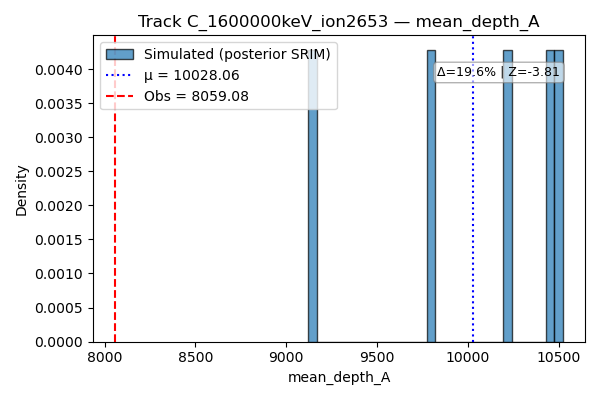 Track C_1600000keV_ion2653 — mean_depth_A
Simulated (posterior SRIM)
μ = 10028.06
Obs = 8059.08
Δ=19.6% | Z=-3.81
Density
0.0040
0.0035
0.0030
0.0025
0.0020
0.0015
0.0010
0.0005
0.0000
8000 8500 9000 9500 10000 10500
mean_depth_A